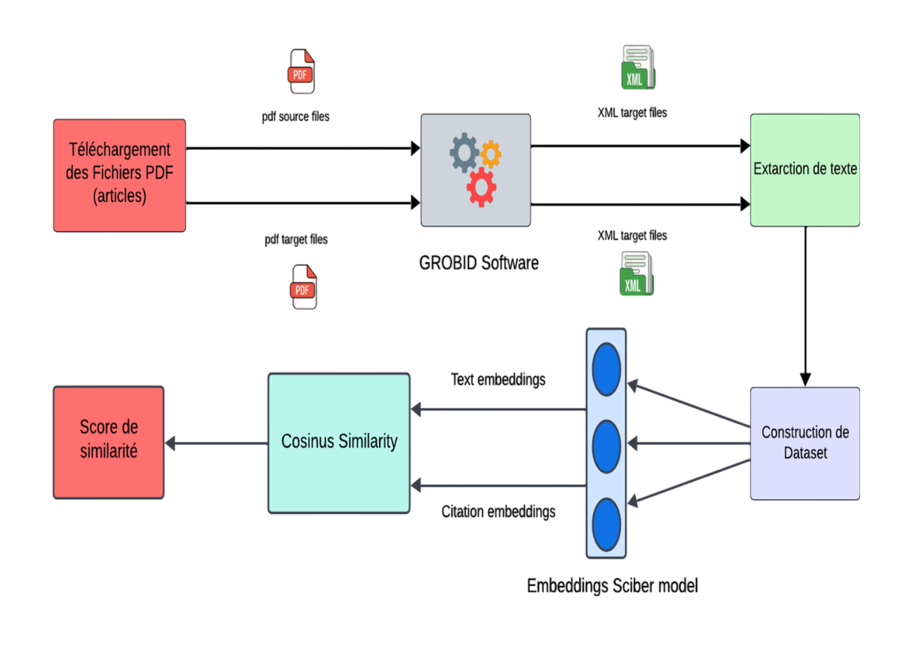 PDF
XML
pdf source files
XML target files
Téléchargement
des Fichiers PDF
(articles)
Extarction de texte
pdf target files
XML target files
GROBID Software
PDF
XML
Text embeddings
Score de
similarité
Cosinus Similarity
Construction de
Dataset
Citation embeddings
Embeddings Sciber model